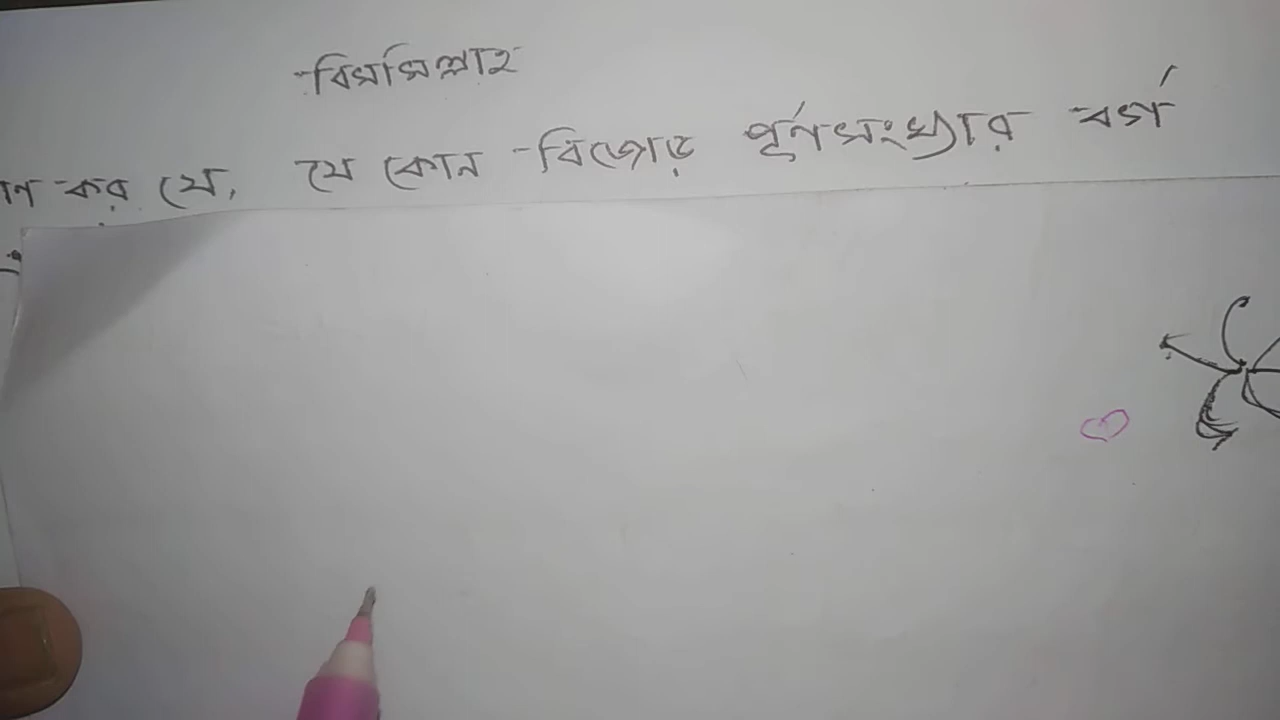 বিসমিল্লাহ
কর যে, যে কোন বিজোড় পূর্ণসংখ্যার বর্গ